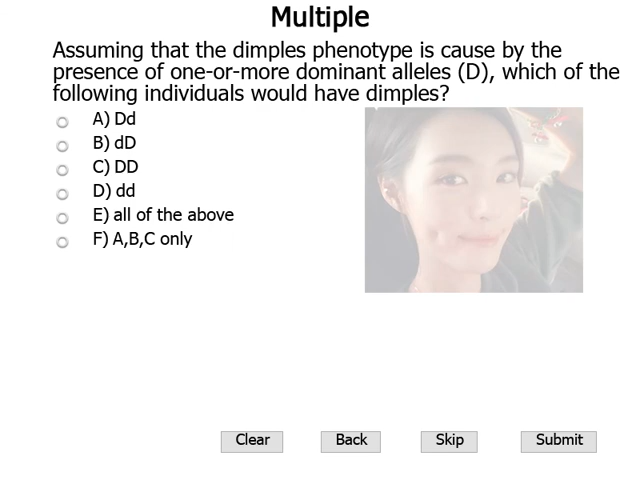 Multiple
Assuming that the dimples phenotype is cause by the
presence of one-or-more dominant alleles (D), which of the
following individuals would have dimples?
A) Dd
B) dD
C) DD
D) dd
E) all of the above
F) A,B,C only
Clear
Back
Skip
Submit